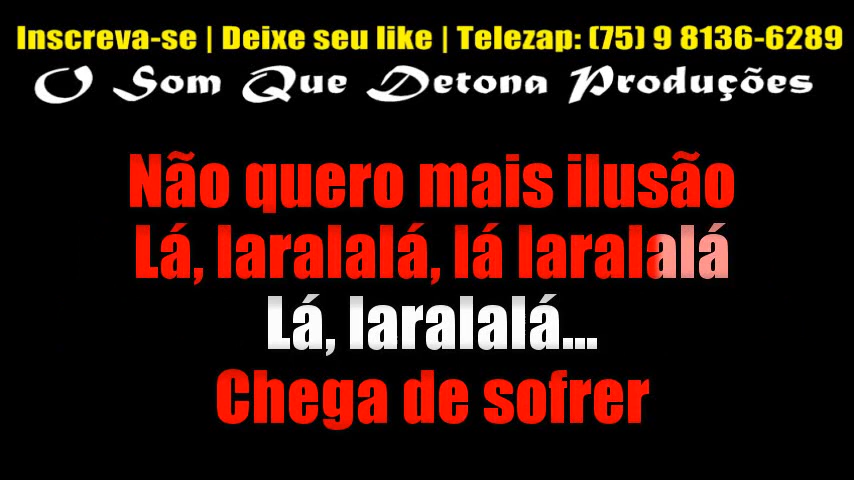 Inscreva-se | Deixe seu like | Telezap: (75) 9 8136-6289
O Som Que Detona Produções
Não quero mais ilusão
Lá, laralalá, lá laralalá
Lá, laralalá...
Chega de sofrer